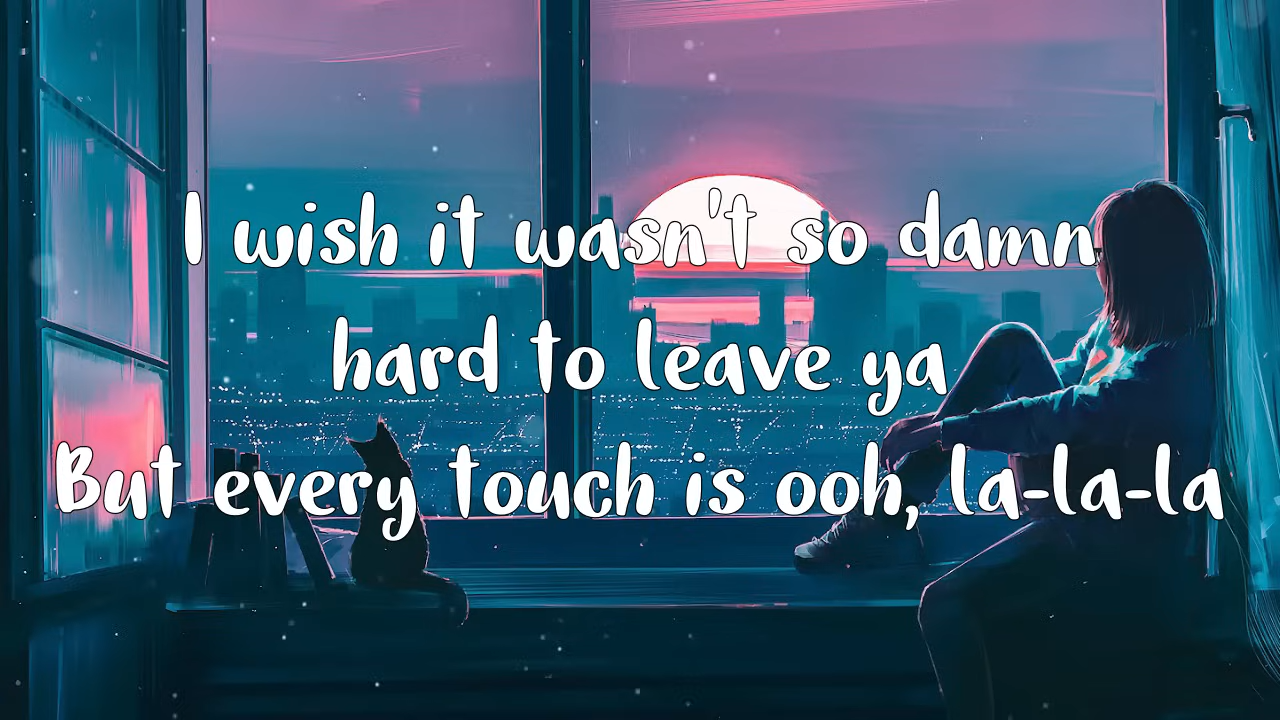 I wish it wasn't so damn
hard to leave ya
But every touch is ooh, la-la-la